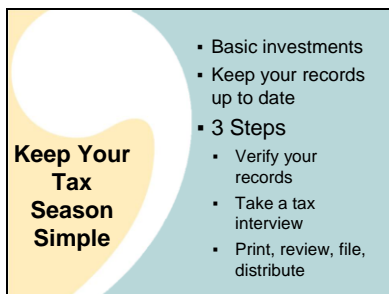 Keep Your
Tax
Season
Simple
▪ Basic investments
▪ Keep your records
up to date
▪ 3 Steps
▪ Verify your
records
▪ Take a tax
interview
▪ Print, review, file,
distribute